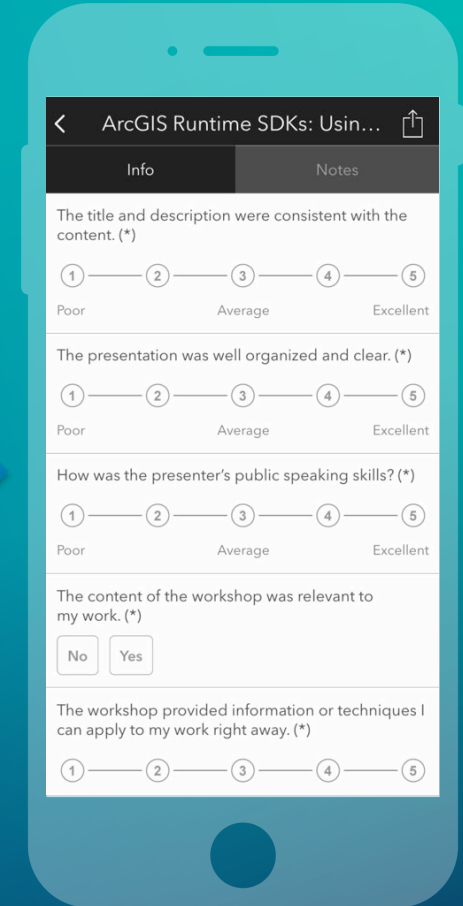 ArcGIS Runtime SDKs: Usin...
Info Notes
The title and description were consistent with the
content. (*)
1 2 3 4 5
Poor Average Excellent
The presentation was well organized and clear. (*)
1 2 3 4 5
Poor Average Excellent
How was the presenter's public speaking skills? (*)
1 2 3 4 5
Poor Average Excellent
The content of the workshop was relevant to
my work. (*)
No Yes
The workshop provided information or techniques I
can apply to my work right away. (*)
1 2 3 4 5